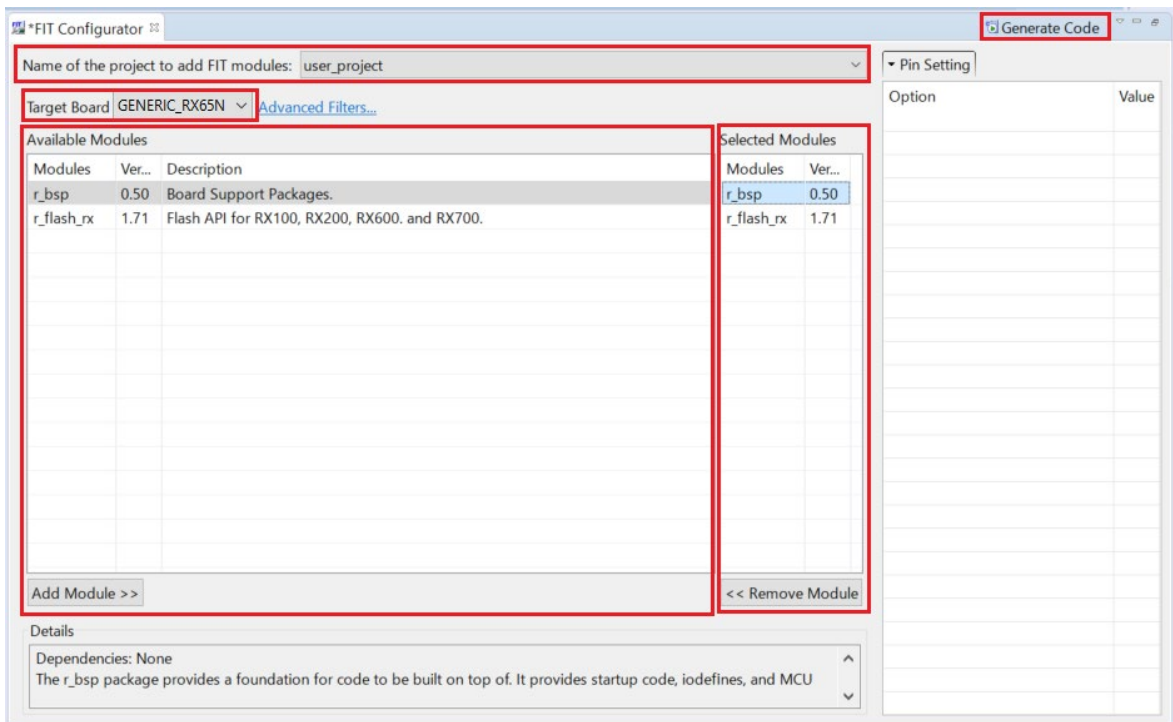 *FIT Configurator
Generate Code
Name of the project to add FIT modules: user_project
Pin Setting
Target Board GENERIC_RX65N Advanced Filters...
Option Value
Available Modules
Modules Ver... Description
r_bsp 0.50 Board Support Packages.
r_flash_rx 1.71 Flash API for RX100, RX200, RX600. and RX700.
Add Module >>
Selected Modules
Modules Ver...
r_bsp 0.50
r_flash_rx 1.71
<< Remove Module
Details
Dependencies: None
The r_bsp package provides a foundation for code to be built on top of. It provides startup code, iodefines, and MCU